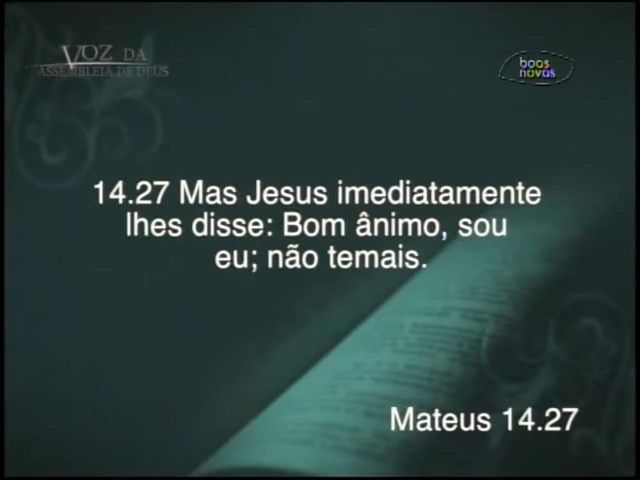 VOZ DA
ASSEMBLEIA DE DEUS
boas
novas
14.27 Mas Jesus imediatamente
lhes disse: Bom ânimo, sou
eu; não temais.
Mateus 14.27